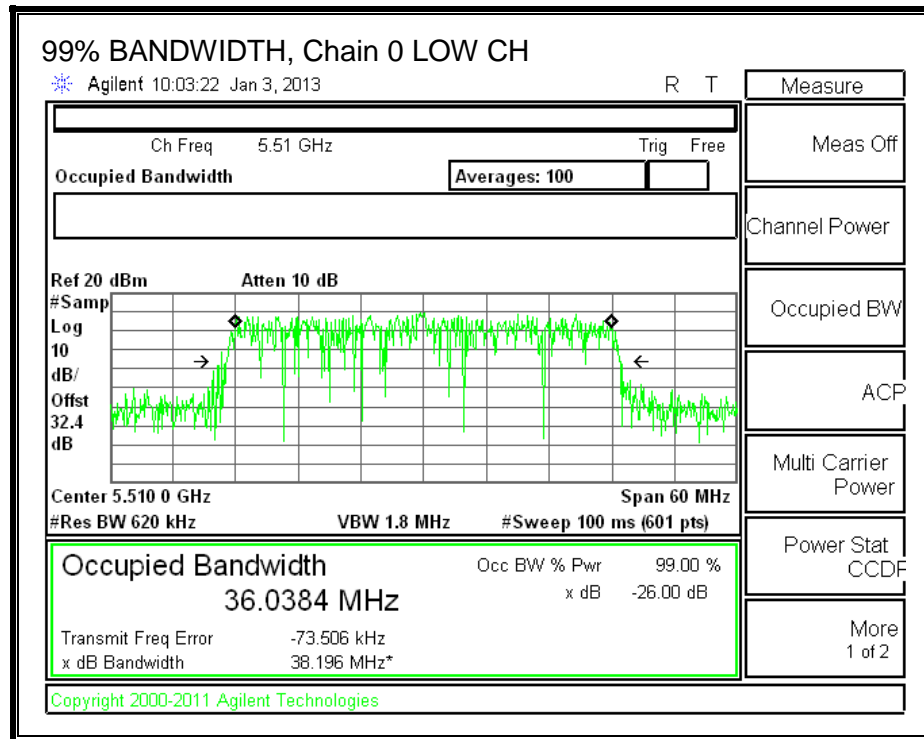 99% BANDWIDTH, Chain 0 LOW CH
Agilent 10:03:22 Jan 3, 2013 R T
Measure
Ch Freq 5.51 GHz Trig Free
Occupied Bandwidth Averages: 100
Ref 20 dBm Atten 10 dB
#Samp
Log
10
dB/
Offst
32.4
dB
Center 5.510 0 GHz Span 60 MHz
#Res BW 620 kHz VBW 1.8 MHz #Sweep 100 ms (601 pts)
Occupied Bandwidth Occ BW % Pwr 99.00 %
36.0384 MHz x dB -26.00 dB
Transmit Freq Error -73.506 kHz
x dB Bandwidth 38.196 MHz*
Meas Off
Channel Power
Occupied BW
ACP
Multi Carrier
Power
Power Stat
CCDF
More
1 of 2
Copyright 2000-2011 Agilent Technologies